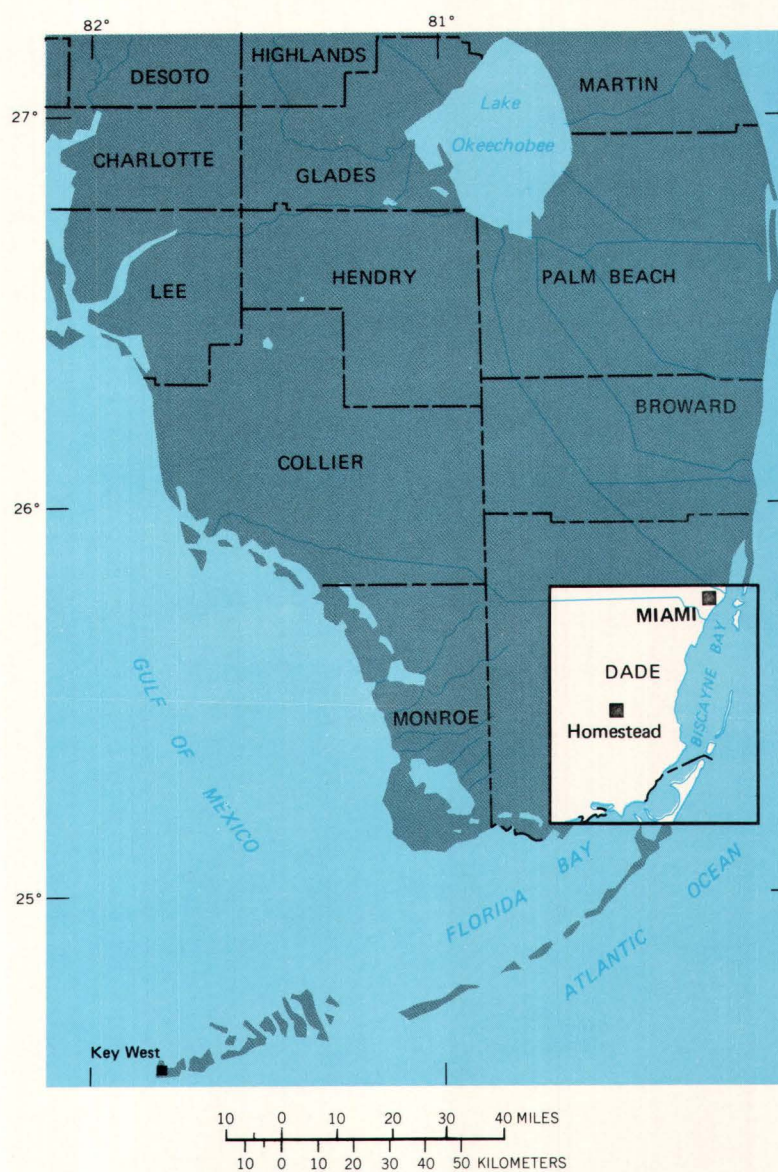 82°
81°
HIGHLANDS
DESOTO
MARTIN
Lake
Okeechobee
27°
CHARLOTTE
GLADES
HENDRY
PALM BEACH
LEE
BROWARD
COLLIER
26°
MIAMI
DADE
BISCAYNE BAY
Homestead
GULF OF MEXICO
MONROE
25°
FLORIDA BAY
ATLANTIC OCEAN
Key West
10 0 10 20 30 40 MILES
10 0 10 20 30 40 50 KILOMETERS